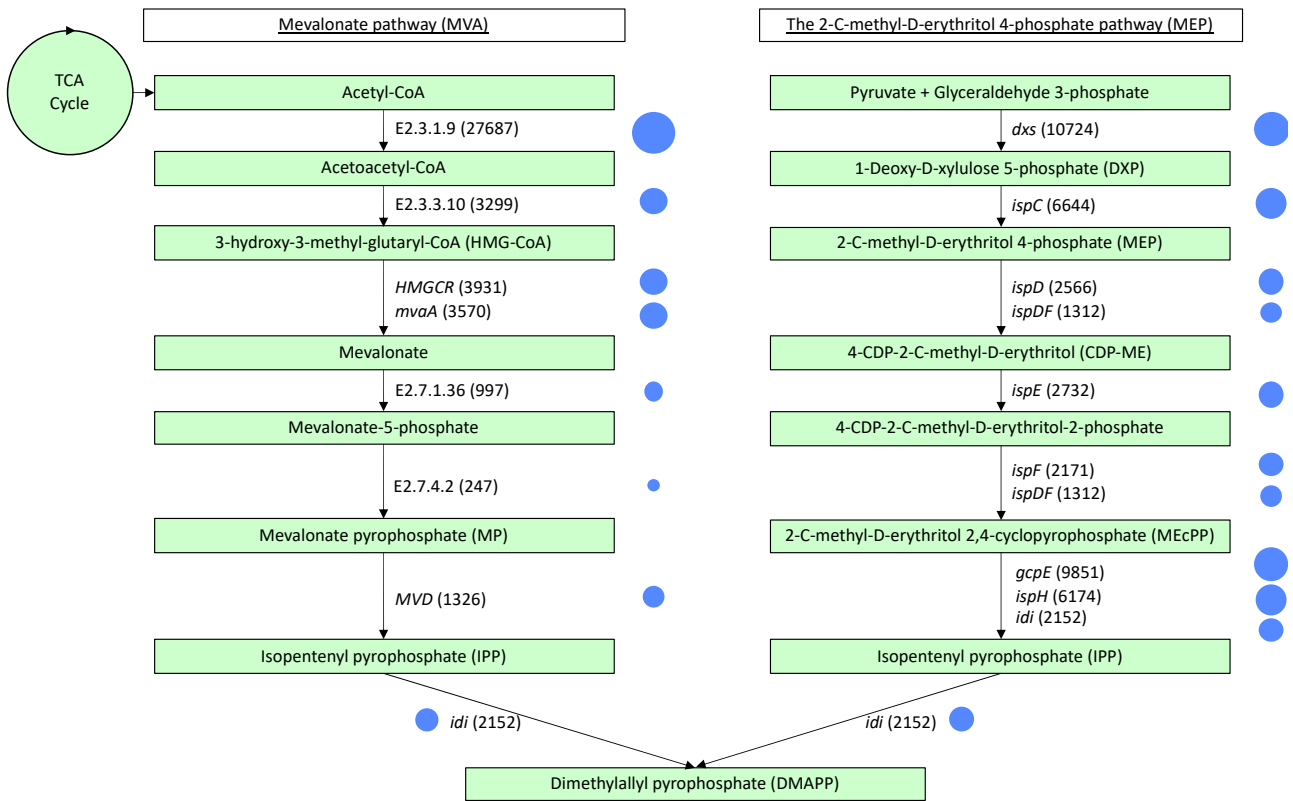 Mevalonate pathway (MVA)
The 2-C-methyl-D-erythritol 4-phosphate pathway (MEP)
TCA
Cycle
Acetyl-CoA
E2.3.1.9 (27687)
Acetoacetyl-CoA
E2.3.3.10 (3299)
3-hydroxy-3-methyl-glutaryl-CoA (HMG-CoA)
HMGCR (3931)
mvaA (3570)
Mevalonate
E2.7.1.36 (997)
Mevalonate-5-phosphate
E2.7.4.2 (247)
Mevalonate pyrophosphate (MP)
MVD (1326)
Isopentenyl pyrophosphate (IPP)
idi (2152)
Pyruvate + Glyceraldehyde 3-phosphate
dxs (10724)
1-Deoxy-D-xylulose 5-phosphate (DXP)
ispC (6644)
2-C-methyl-D-erythritol 4-phosphate (MEP)
ispD (2566)
ispDF (1312)
4-CDP-2-C-methyl-D-erythritol (CDP-ME)
ispE (2732)
4-CDP-2-C-methyl-D-erythritol-2-phosphate
ispF (2171)
ispDF (1312)
2-C-methyl-D-erythritol 2,4-cyclopyrophosphate (MEcPP)
gcpE (9851)
ispH (6174)
idi (2152)
Isopentenyl pyrophosphate (IPP)
idi (2152)
Dimethylallyl pyrophosphate (DMAPP)